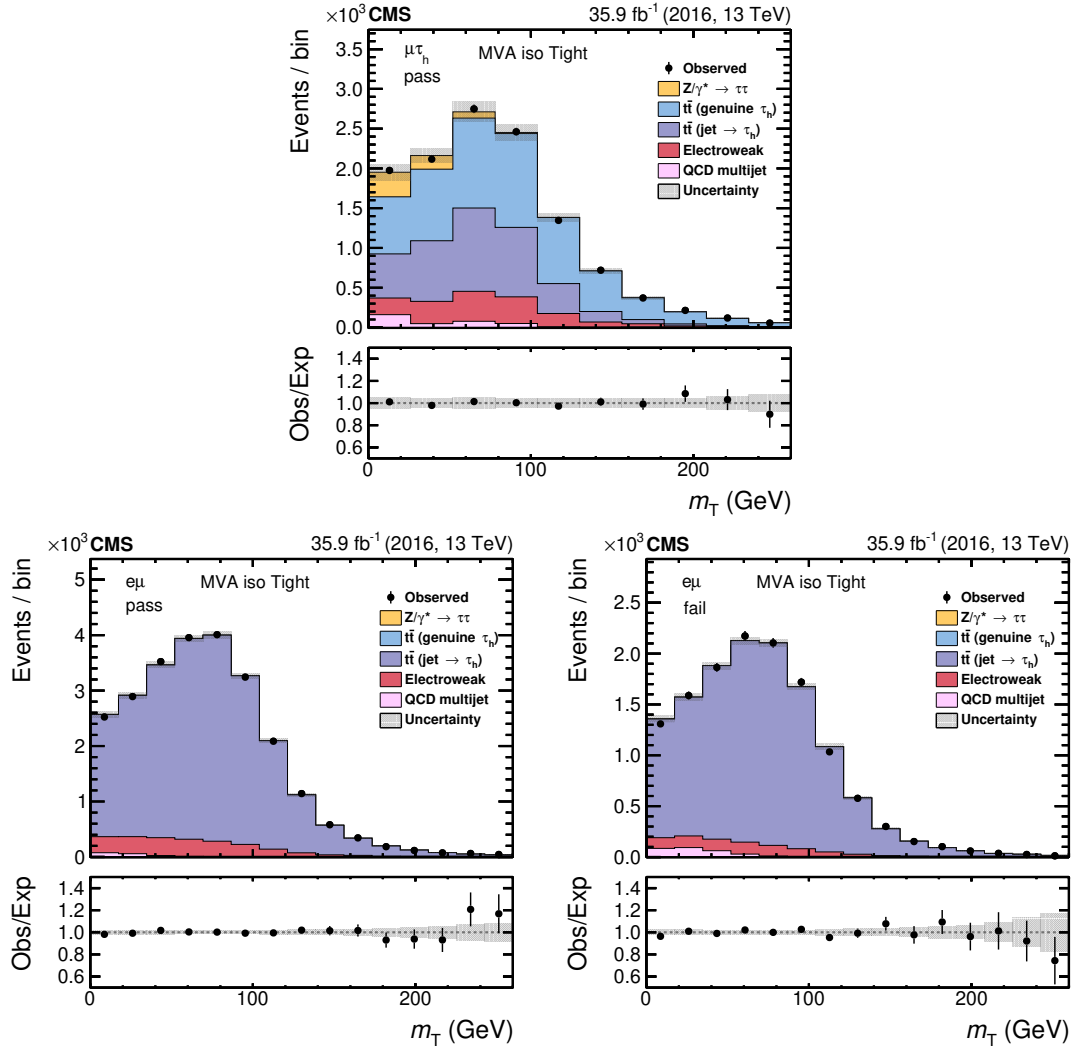 ×10³ CMS 35.9 fb⁻¹ (2016, 13 TeV)
Events / bin
μτh pass
MVA iso Tight
Observed
Z/γ* → ττ
tt̄ (genuine τh)
tt̄ (jet → τh)
Electroweak
QCD multijet
Uncertainty
3.5
3.0
2.5
2.0
1.5
1.0
0.5
0.0
Obs/Exp
1.4
1.2
1.0
0.8
0.6
0 100 200
mT (GeV)
×10³ CMS 35.9 fb⁻¹ (2016, 13 TeV)
Events / bin
eμ pass
MVA iso Tight
Observed
Z/γ* → ττ
tt̄ (genuine τh)
tt̄ (jet → τh)
Electroweak
QCD multijet
Uncertainty
5
4
3
2
1
0
Obs/Exp
1.4
1.2
1.0
0.8
0.6
0 100 200
mT (GeV)
×10³ CMS 35.9 fb⁻¹ (2016, 13 TeV)
Events / bin
eμ fail
MVA iso Tight
Observed
Z/γ* → ττ
tt̄ (genuine τh)
tt̄ (jet → τh)
Electroweak
QCD multijet
Uncertainty
2.5
2.0
1.5
1.0
0.5
0.0
Obs/Exp
1.4
1.2
1.0
0.8
0.6
0 100 200
mT (GeV)